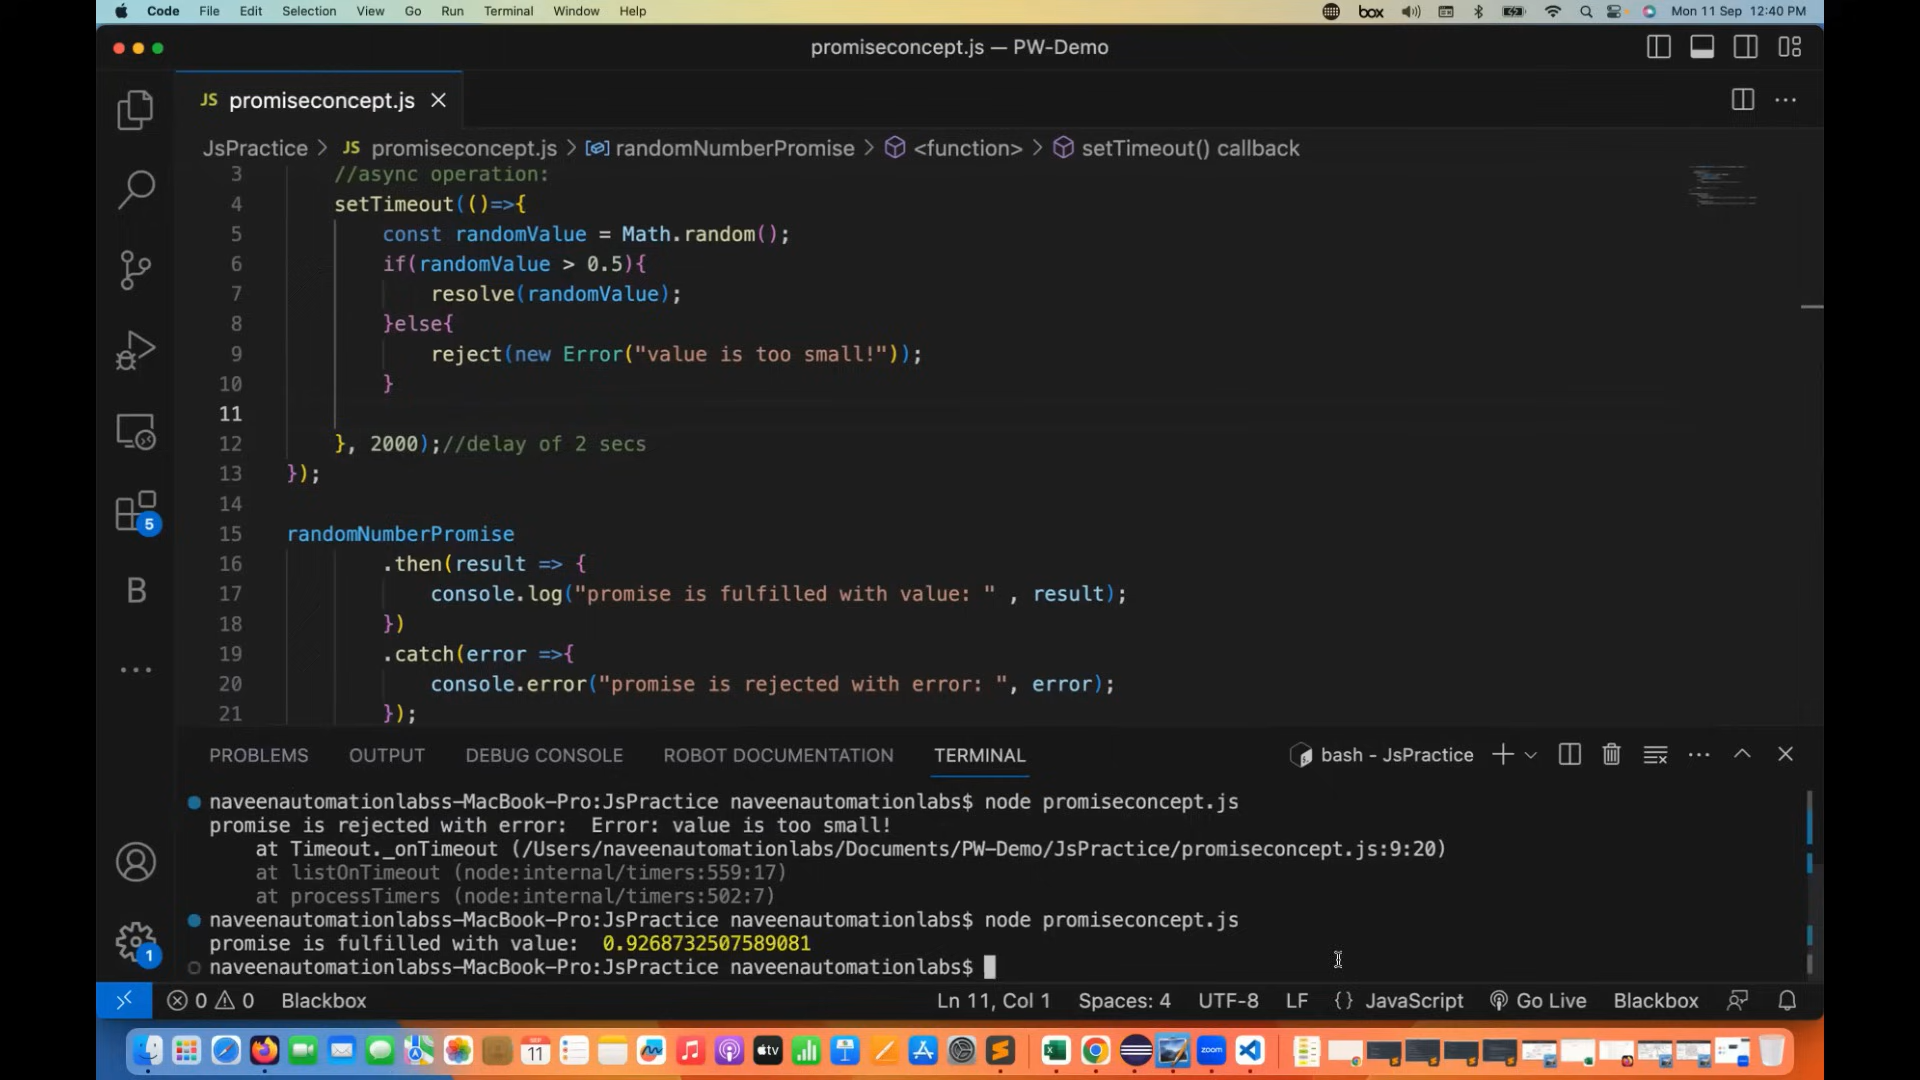 Code File Edit Selection View Go Run Terminal Window Help box Mon 11 Sep 12:40 PM
promiseconcept.js — PW-Demo
JS promiseconcept.js
JsPractice > JS promiseconcept.js > randomNumberPromise > <function> > setTimeout() callback
3 //async operation:
4 setTimeout(()=>{
5 const randomValue = Math.random();
6 if(randomValue > 0.5){
7 resolve(randomValue);
8 }else{
9 reject(new Error("value is too small!"));
10 }
11
12 }, 2000);//delay of 2 secs
13 });
14
15 randomNumberPromise
16 .then(result => {
17 console.log("promise is fulfilled with value: " , result);
18 })
19 .catch(error =>{
20 console.error("promise is rejected with error: ", error);
21 });
5
B
PROBLEMS OUTPUT DEBUG CONSOLE ROBOT DOCUMENTATION TERMINAL bash - JsPractice
naveenautomationlabss-MacBook-Pro:JsPractice naveenautomationlabs$ node promiseconcept.js
promise is rejected with error:  Error: value is too small!
at Timeout._onTimeout (/Users/naveenautomationlabs/Documents/PW-Demo/JsPractice/promiseconcept.js:9:20)
at listOnTimeout (node:internal/timers:559:17)
at processTimers (node:internal/timers:502:7)
naveenautomationlabss-MacBook-Pro:JsPractice naveenautomationlabs$ node promiseconcept.js
promise is fulfilled with value:  0.9268732507589081
naveenautomationlabss-MacBook-Pro:JsPractice naveenautomationlabs$
1
0 0 Blackbox Ln 11, Col 1 Spaces: 4 UTF-8 LF {} JavaScript Go Live Blackbox
11 tv zoom